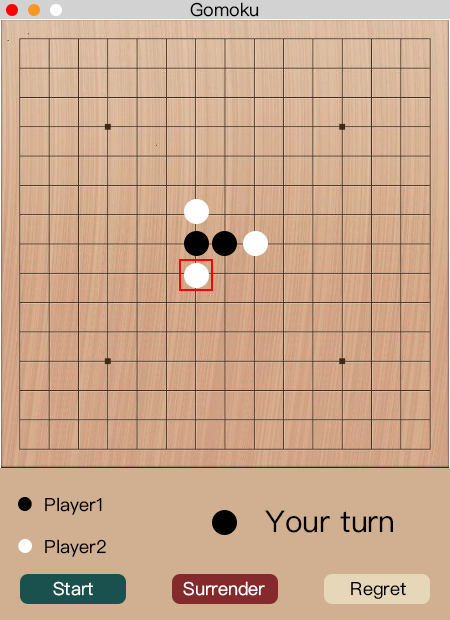 Gomoku
Player1
Your turn
Player2
Start
Surrender
Regret